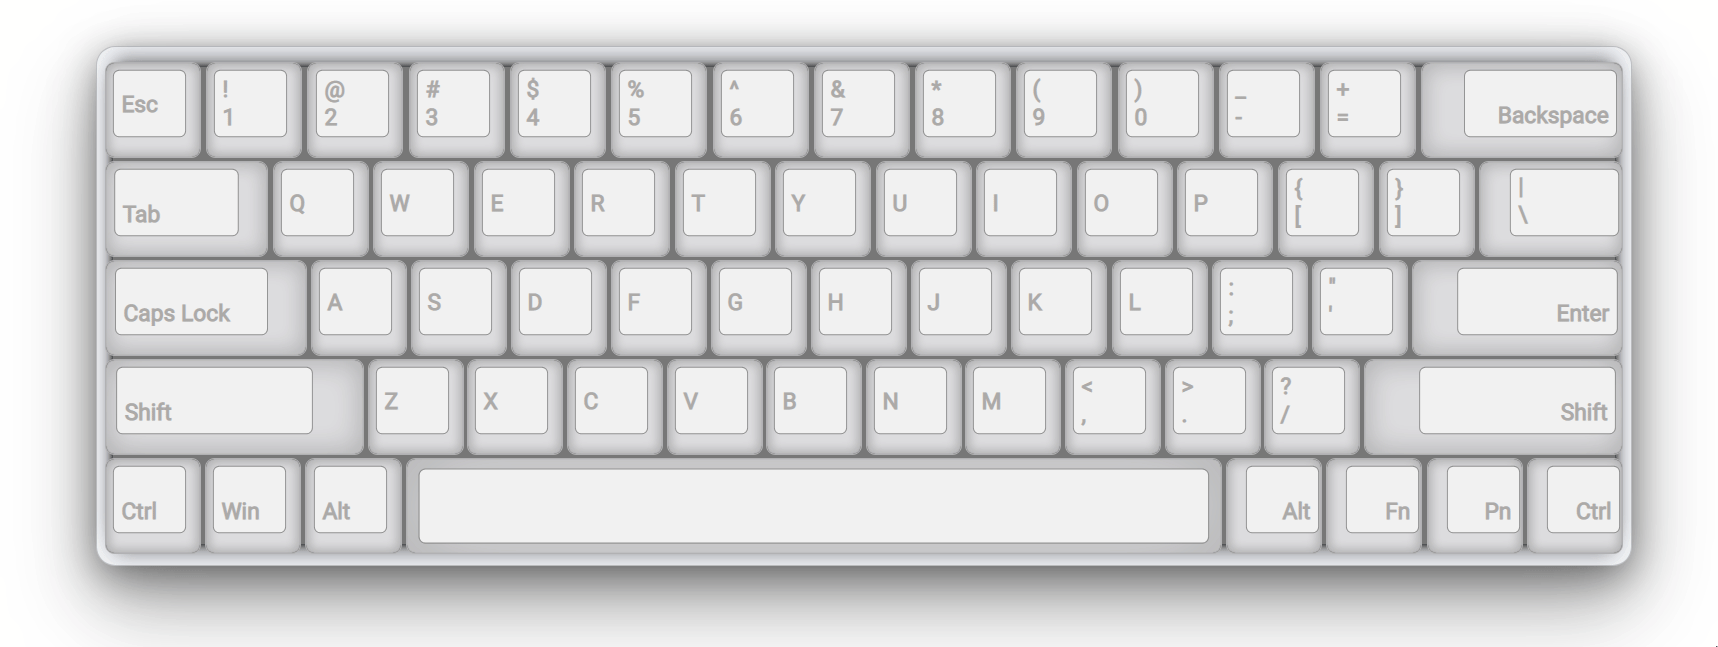 Esc ! @ # $ % ^ & * ( ) _ + Backspace
1 2 3 4 5 6 7 8 9 0 - =
Tab Q W E R T Y U I O P { } |
[ ] \
Caps Lock A S D F G H J K L : " Enter
; '
Shift Z X C V B N M < > ? Shift
, . /
Ctrl Win Alt Alt Fn Pn Ctrl